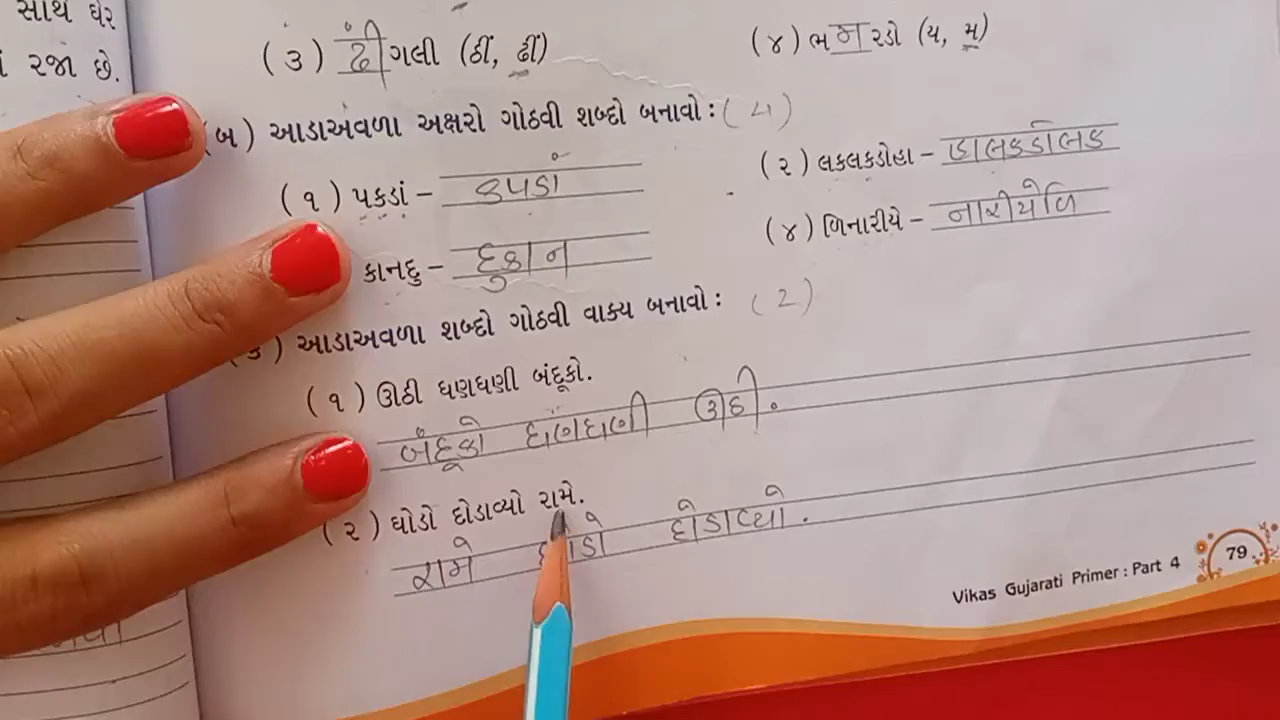 સાથ ઘેર
રજા છે.
(૩) ઢીંગલી (ઠીં, ઢીં)
(૪) ભમરડો (ય, મ)
(બ) આડાઅવળા અક્ષરો ગોઠવી શબ્દો બનાવો : (4)
(૧) પકડાં – કપડાં
(૨) લકલકડોહા – હાલકડોલક
કાનદુ – દુકાન
(૪) ળિનારીયે – નારીયેળિ
ક) આડાઅવળા શબ્દો ગોઠવી વાક્ય બનાવો : (2)
(૧) ઊઠી ધણધણી બંદૂકો.
બંદૂકો ધણધણી ઊઠી.
(૨) ઘોડો દોડાવ્યો રામે.
રામે ઘોડો દોડાવ્યો.
Vikas Gujarati Primer : Part 4 79